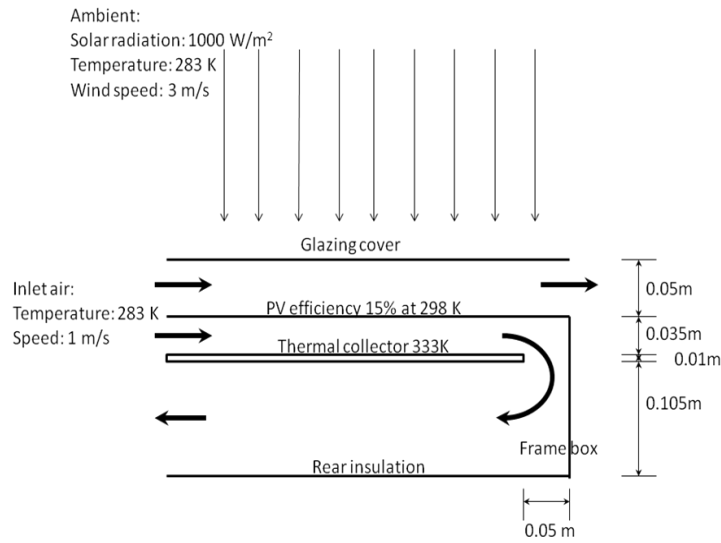 Ambient:
Solar radiation: 1000 W/m²
Temperature: 283 K
Wind speed: 3 m/s
Glazing cover
Inlet air:
Temperature: 283 K
Speed: 1 m/s
PV efficiency 15% at 298 K
Thermal collector 333K
0.05m
0.035m
0.01m
0.105m
Frame box
Rear insulation
0.05 m